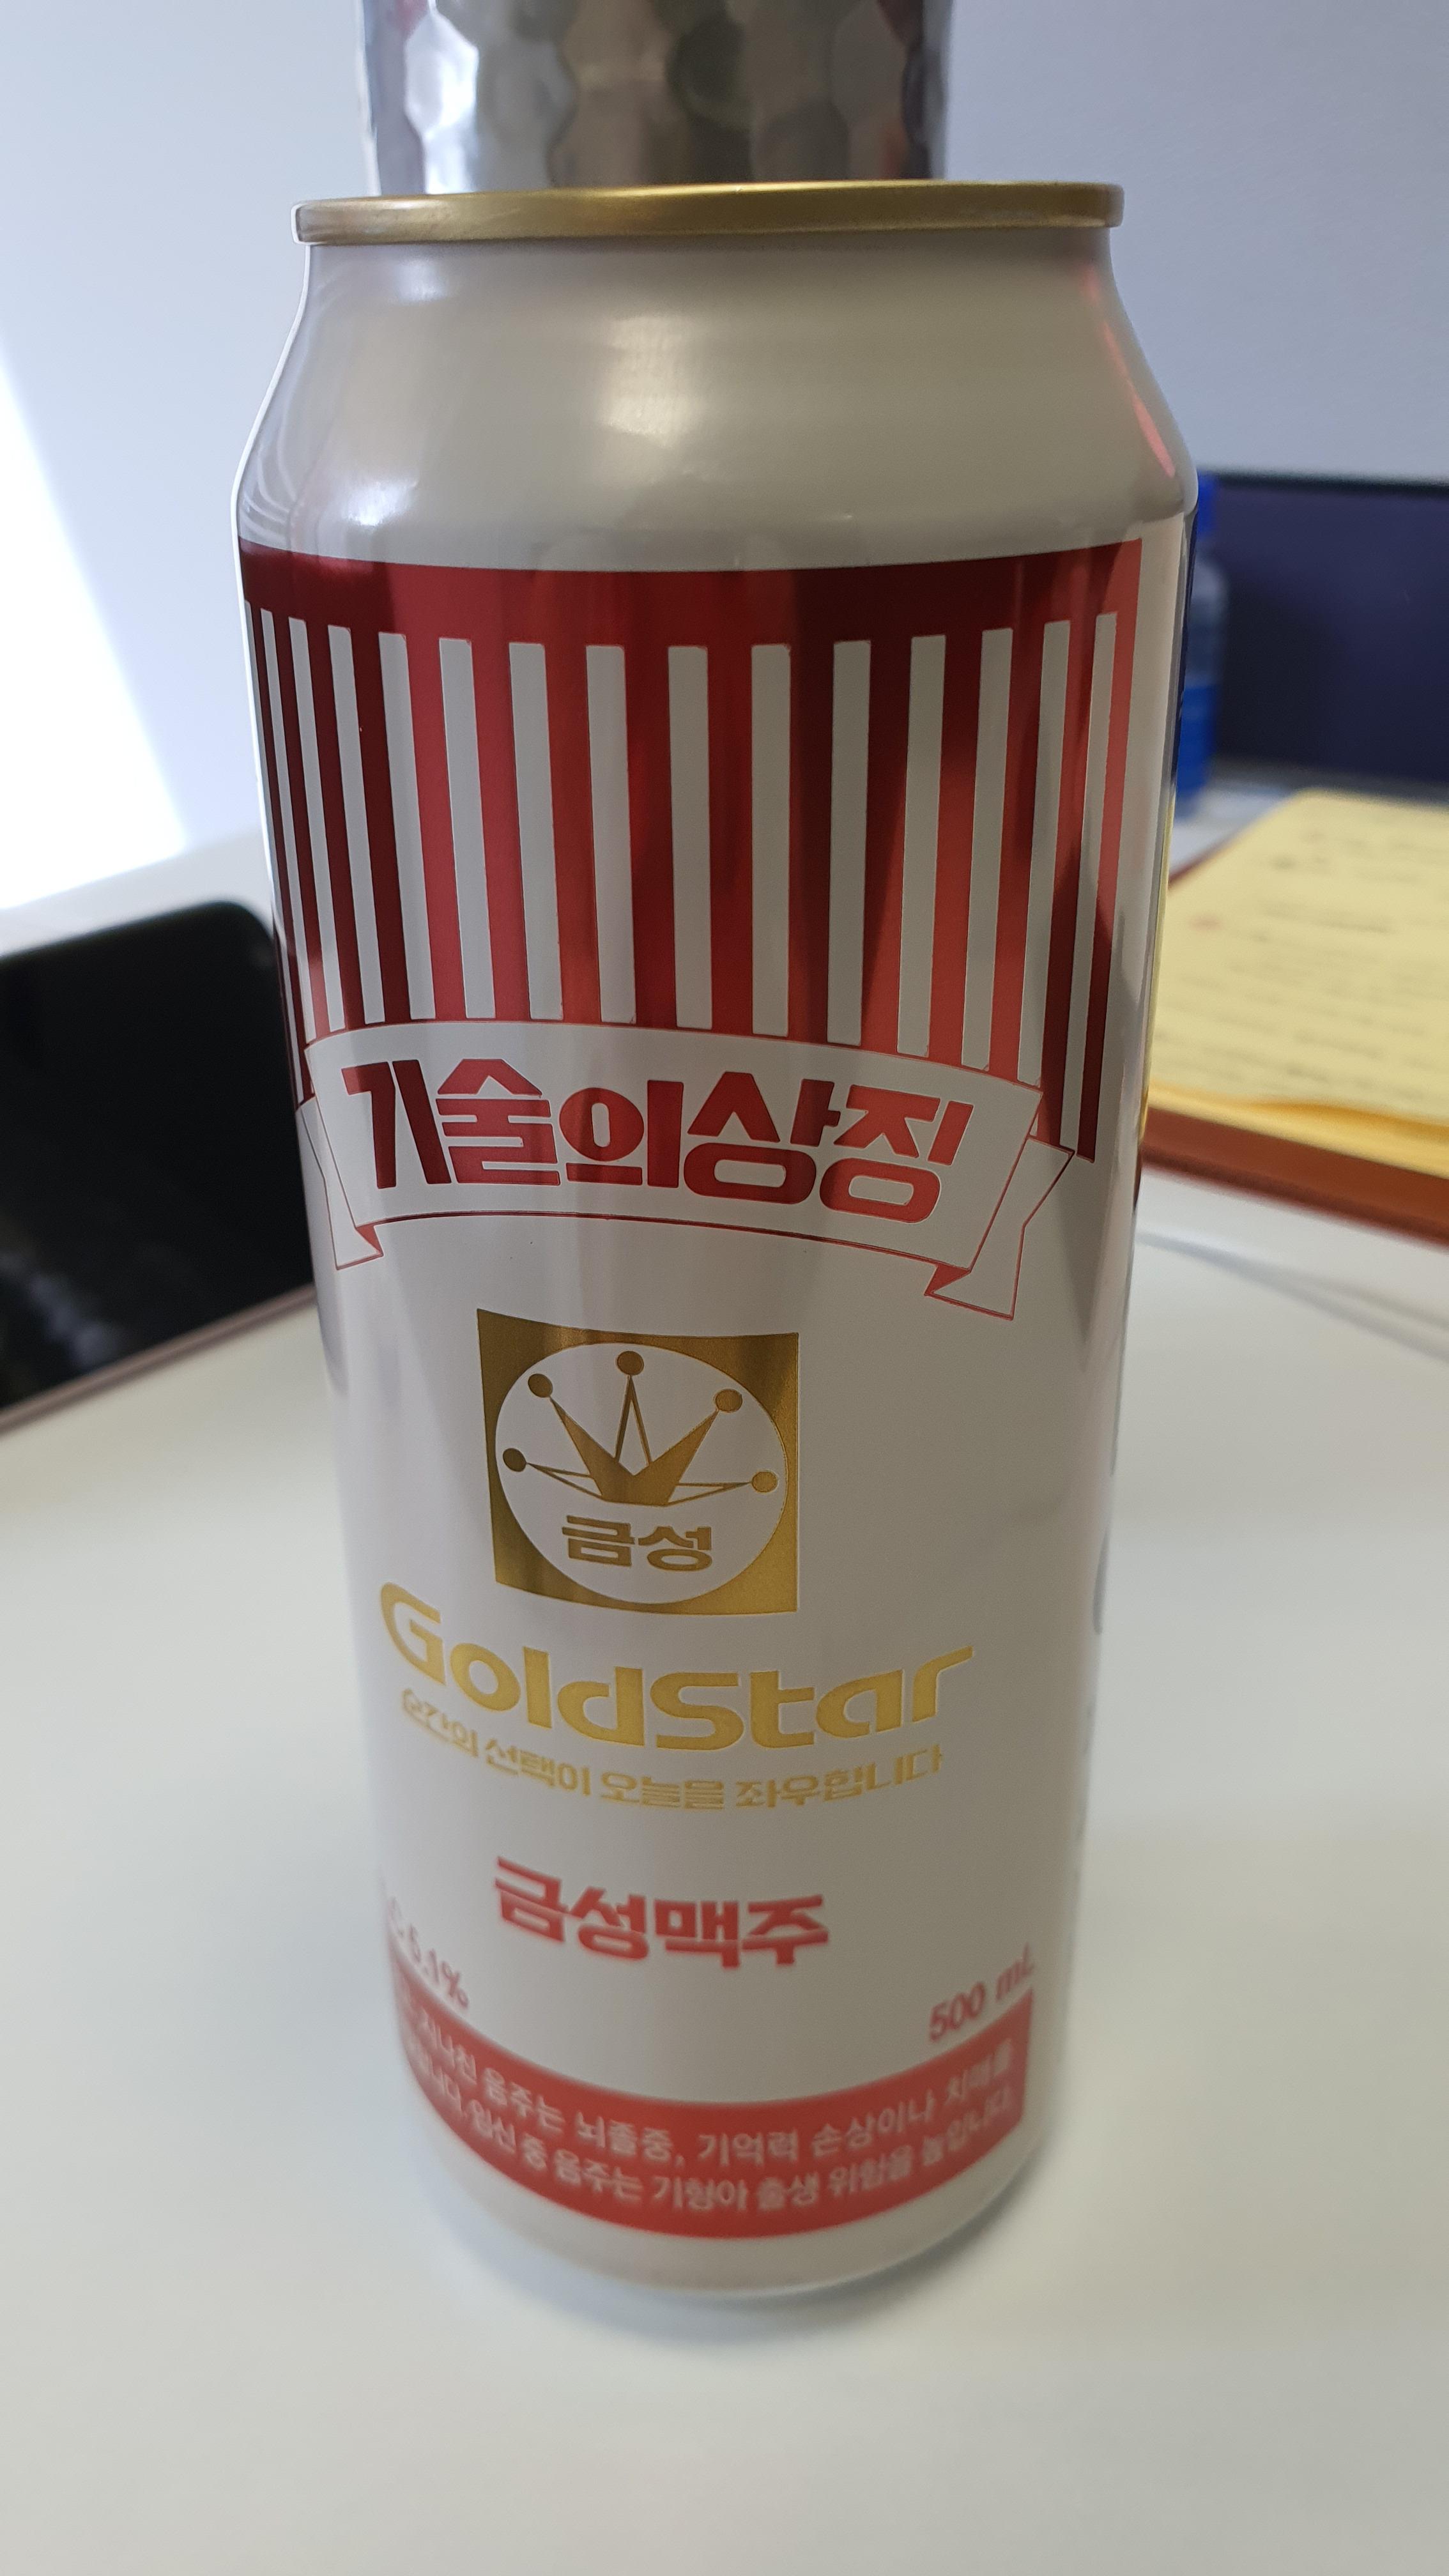 기술의상징
금성
GoldStar
순간의 선택이 오늘을 좌우합니다
금성맥주
5.1%
500 mL
지나친 음주는 뇌졸중, 기억력 손상이나 치매를
임신 중 음주는 기형아 출생 위험을 높입니다.